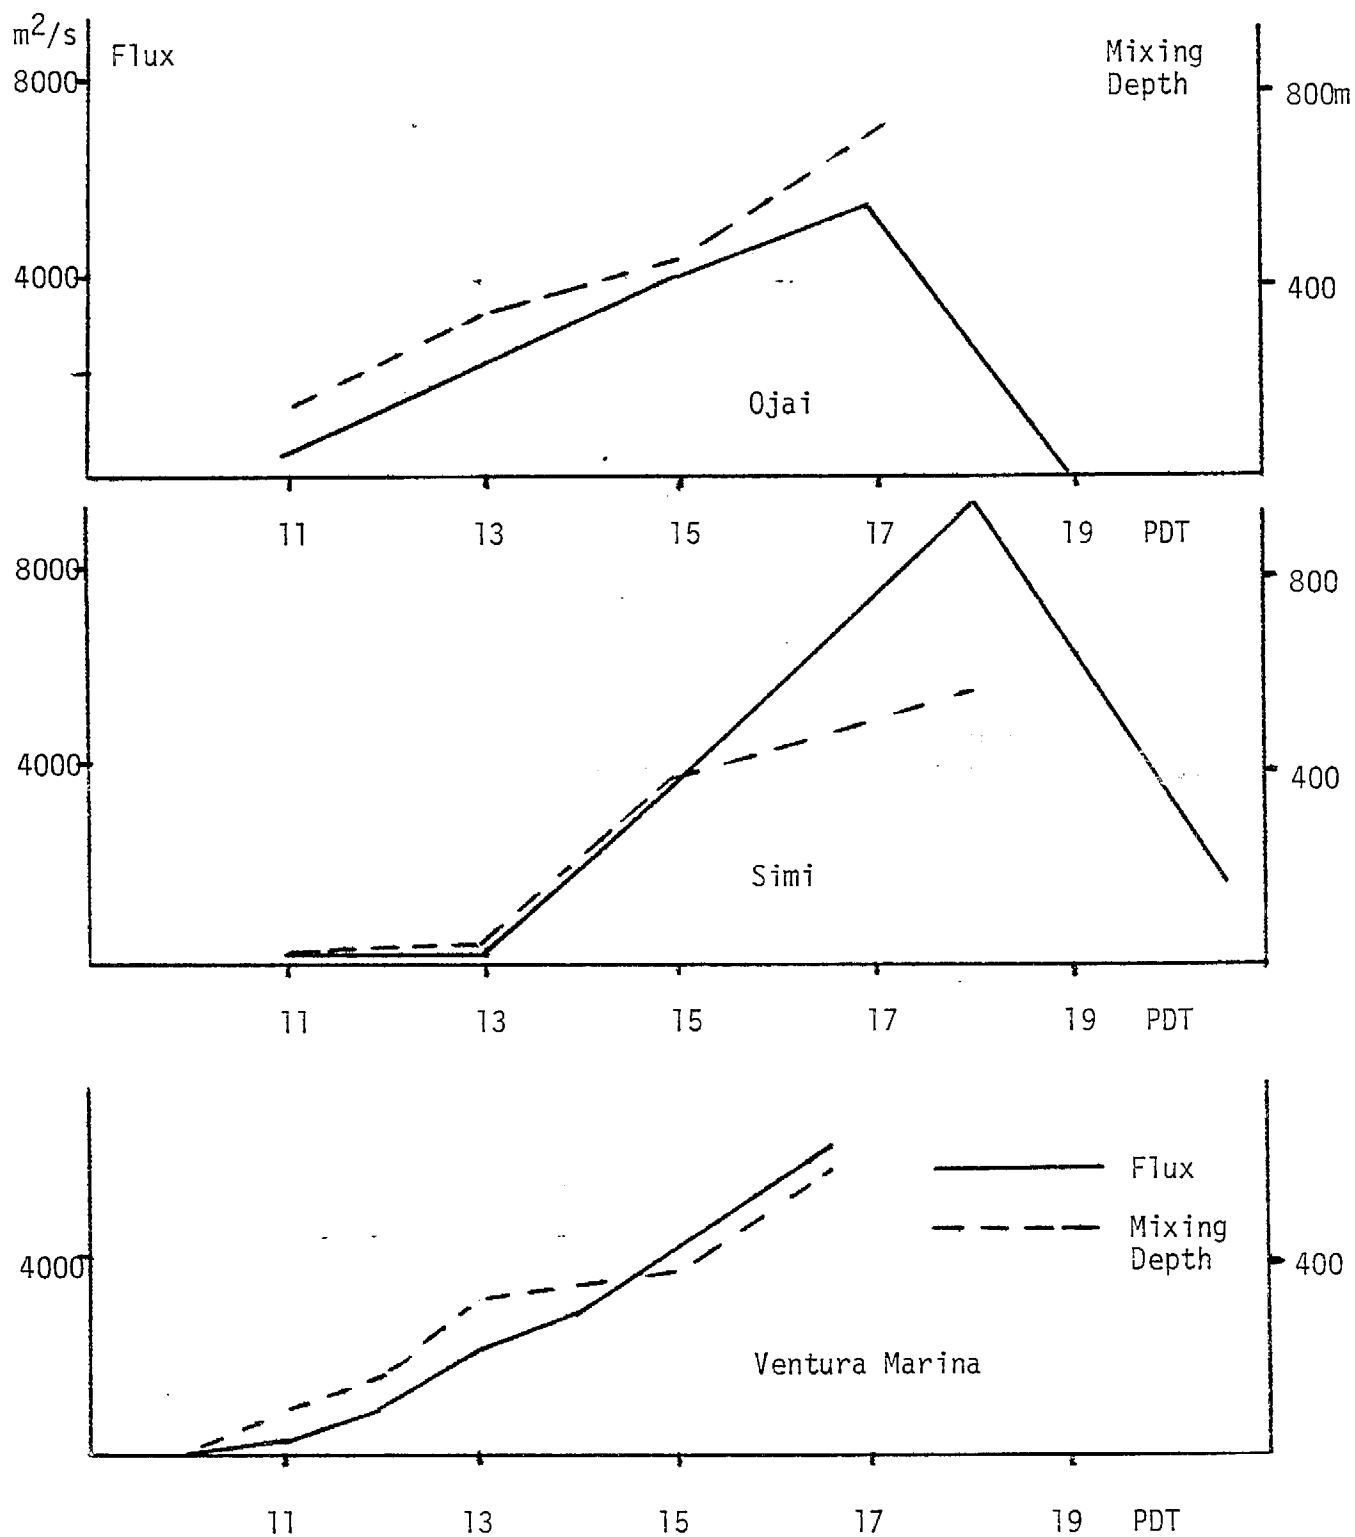 m2/s
Flux
Mixing
Depth
8000
800m
4000
400
Ojai
11 13 15 17 19 PDT
8000
800
4000
400
Simi
11 13 15 17 19 PDT
Flux
Mixing
Depth
4000
400
Ventura Marina
11 13 15 17 19 PDT